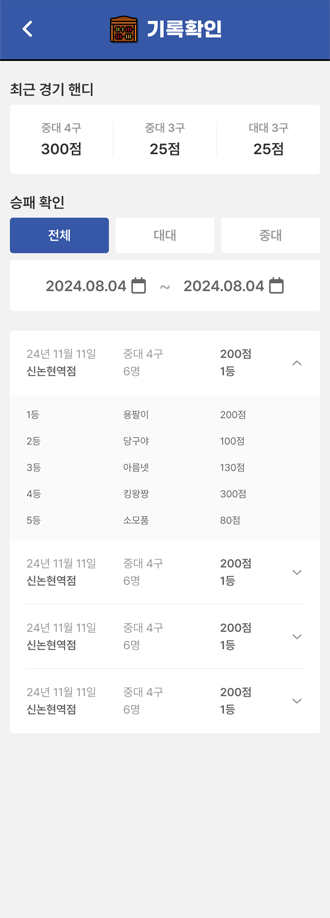 기록확인
최근 경기 핸디
중대 4구 중대 3구 대대 3구
300점 25점 25점
승패 확인
전체 대대 중대
2024.08.04 ~ 2024.08.04
24년 11월 11일 중대 4구 200점
신논현역점 6명 1등
1등 용팔이 200점
2등 당구야 100점
3등 아름넷 130점
4등 킹왕짱 300점
5등 소모품 80점
24년 11월 11일 중대 4구 200점
신논현역점 6명 1등
24년 11월 11일 중대 4구 200점
신논현역점 6명 1등
24년 11월 11일 중대 4구 200점
신논현역점 6명 1등